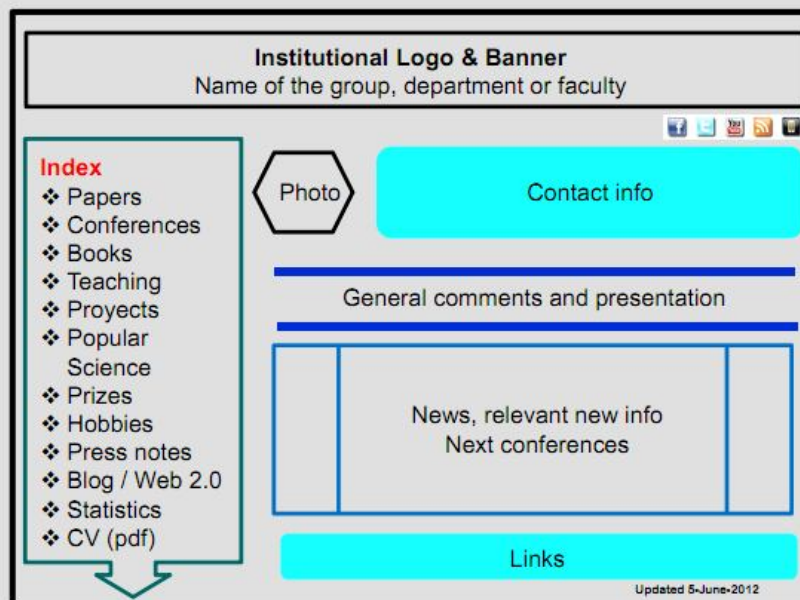 Institutional Logo & Banner
Name of the group, department or faculty
You
Index
❖ Papers
❖ Conferences
❖ Books
❖ Teaching
❖ Proyects
❖ Popular
Science
❖ Prizes
❖ Hobbies
❖ Press notes
❖ Blog / Web 2.0
❖ Statistics
❖ CV (pdf)
Photo
Contact info
General comments and presentation
News, relevant new info
Next conferences
Links
Updated 5-June-2012